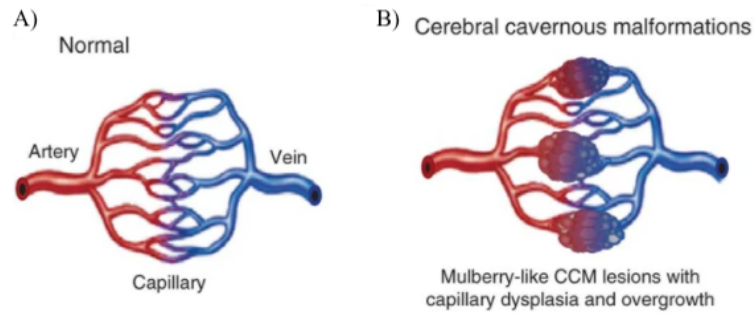 A)
Normal
Artery
Vein
Capillary
B)
Cerebral cavernous malformations
Mulberry-like CCM lesions with
capillary dysplasia and overgrowth